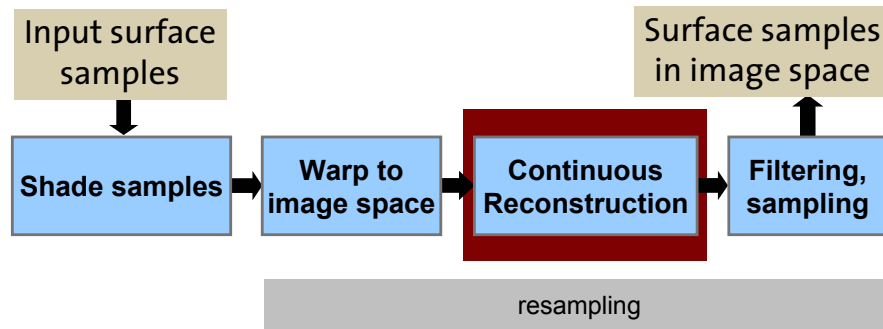 Input surface
samples
Surface samples
in image space
Shade samples
Warp to
image space
Continuous
Reconstruction
Filtering,
sampling
resampling